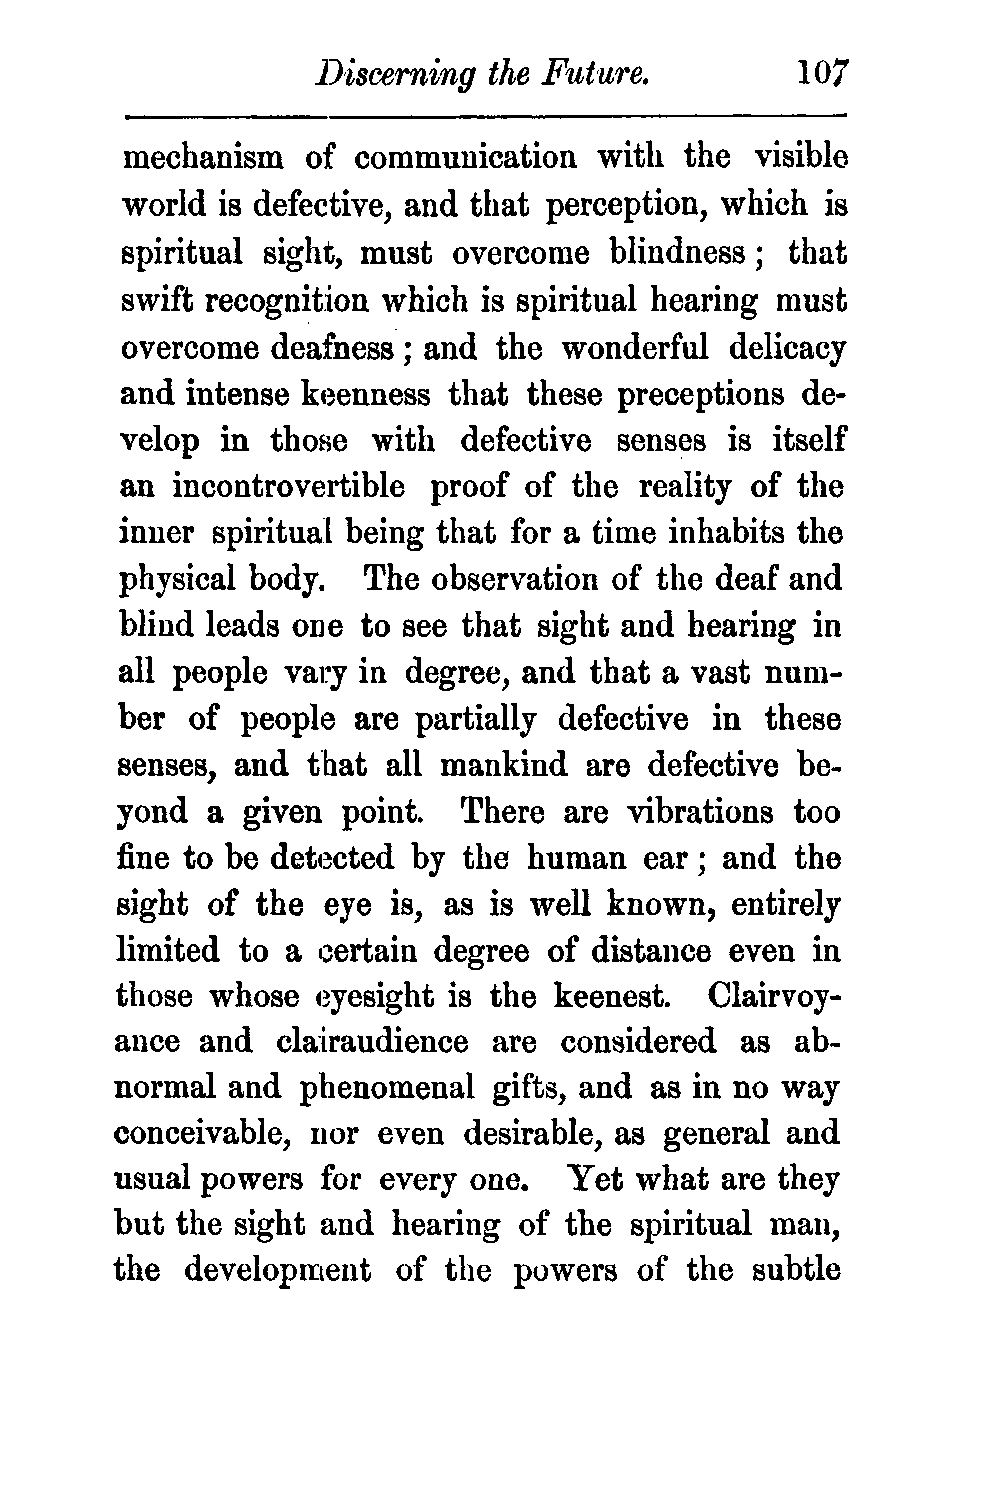 Discerning the Future. 107
mechanism of communication with the visible
world is defective, and that perception, which is
spiritual sight, must overcome blindness ; that
swift recognition which is spiritual hearing must
overcome deafness ; and the wonderful delicacy
and intense keenness that these preceptions de-
velop in those with defective senses is itself
an incontrovertible proof of the reality of the
inner spiritual being that for a time inhabits the
physical body. The observation of the deaf and
blind leads one to see that sight and hearing in
all people vary in degree, and that a vast num-
ber of people are partially defective in these
senses, and that all mankind are defective be-
yond a given point. There are vibrations too
fine to be detected by the human ear ; and the
sight of the eye is, as is well known, entirely
limited to a certain degree of distance even in
those whose eyesight is the keenest. Clairvoy-
ance and clairaudience are considered as ab-
normal and phenomenal gifts, and as in no way
conceivable, nor even desirable, as general and
usual powers for every one. Yet what are they
but the sight and hearing of the spiritual man,
the development of the powers of the subtle